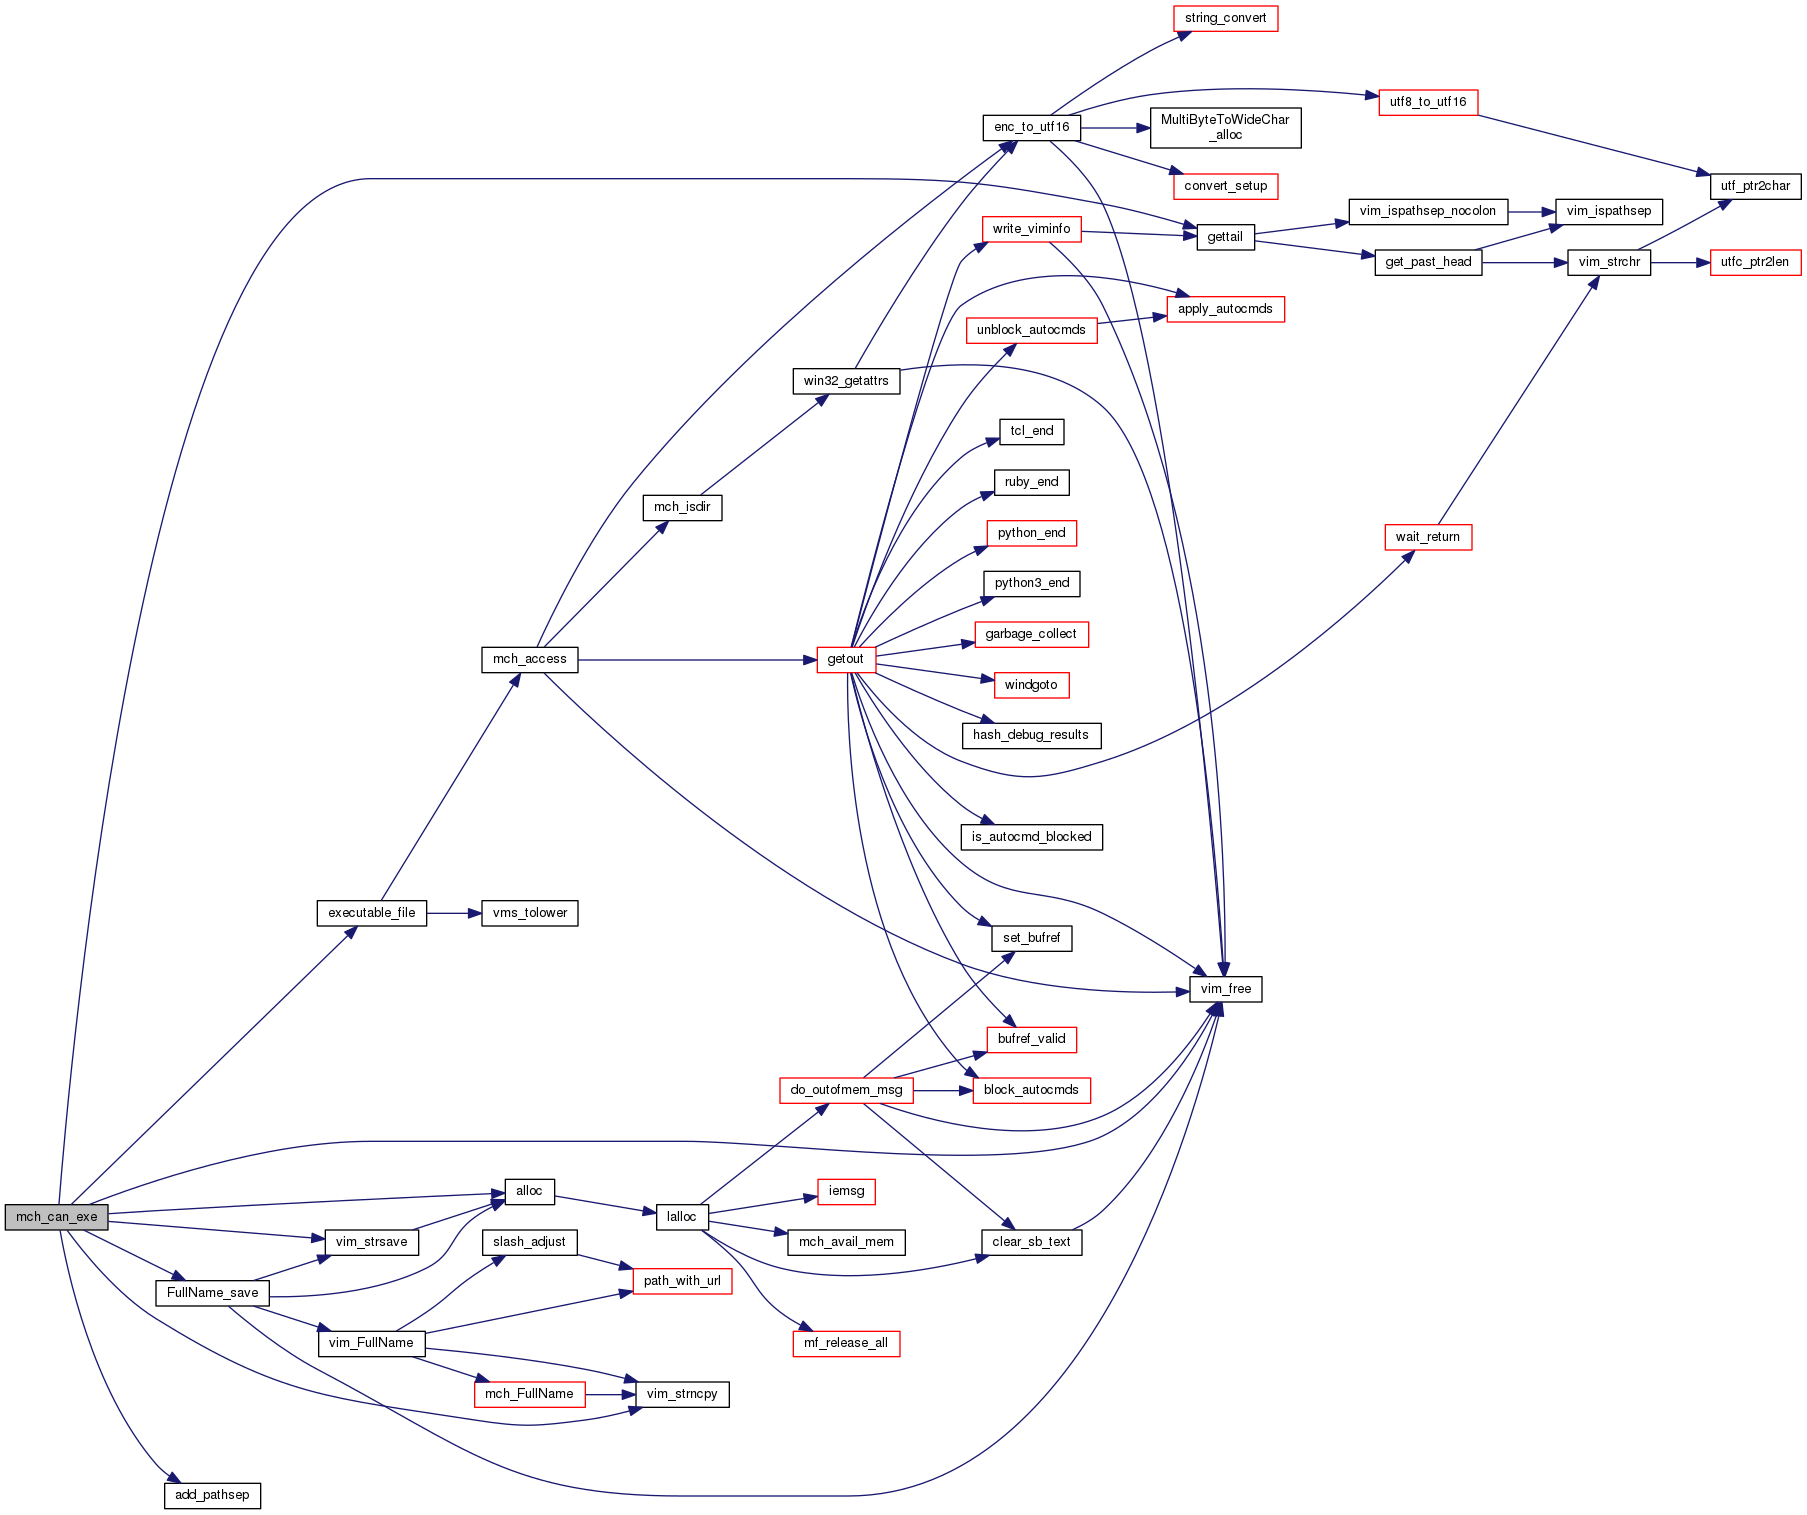 string_convert
utf8_to_utf16
enc_to_utf16
MultiByteToWideChar
_alloc
convert_setup
utf_ptr2char
vim_ispathsep_nocolon
vim_ispathsep
write_viminfo
gettail
get_past_head
vim_strchr
utfc_ptr2len
apply_autocmds
unblock_autocmds
win32_getattrs
tcl_end
ruby_end
mch_isdir
python_end
wait_return
python3_end
garbage_collect
mch_access
getout
windgoto
hash_debug_results
is_autocmd_blocked
executable_file
vms_tolower
set_bufref
vim_free
bufref_valid
do_outofmem_msg
block_autocmds
alloc
iemsg
mch_can_exe
lalloc
vim_strsave
slash_adjust
mch_avail_mem
clear_sb_text
path_with_url
FullName_save
vim_FullName
mf_release_all
mch_FullName
vim_strncpy
add_pathsep